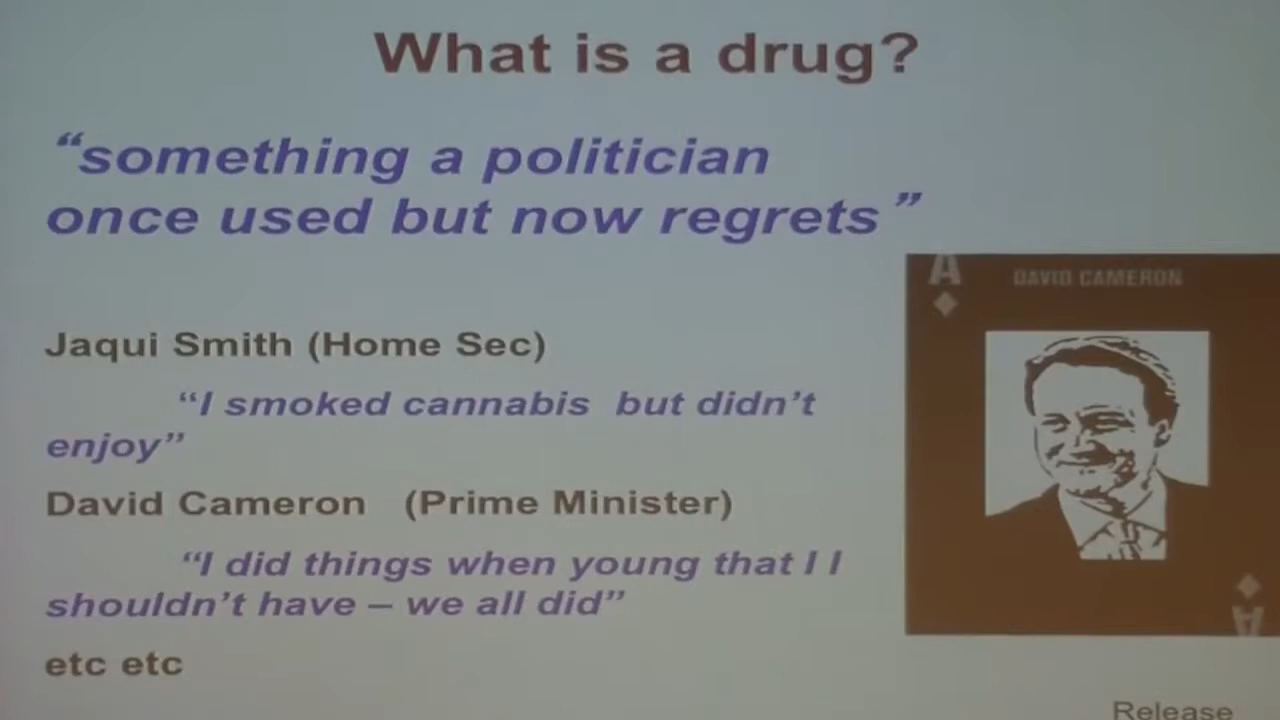 What is a drug?
“something a politician
once used but now regrets”
A
DAVID CAMERON
Jaqui Smith (Home Sec)
“I smoked cannabis but didn’t
enjoy”
David Cameron (Prime Minister)
“I did things when young that I I
shouldn’t have – we all did”
A
etc etc
Release